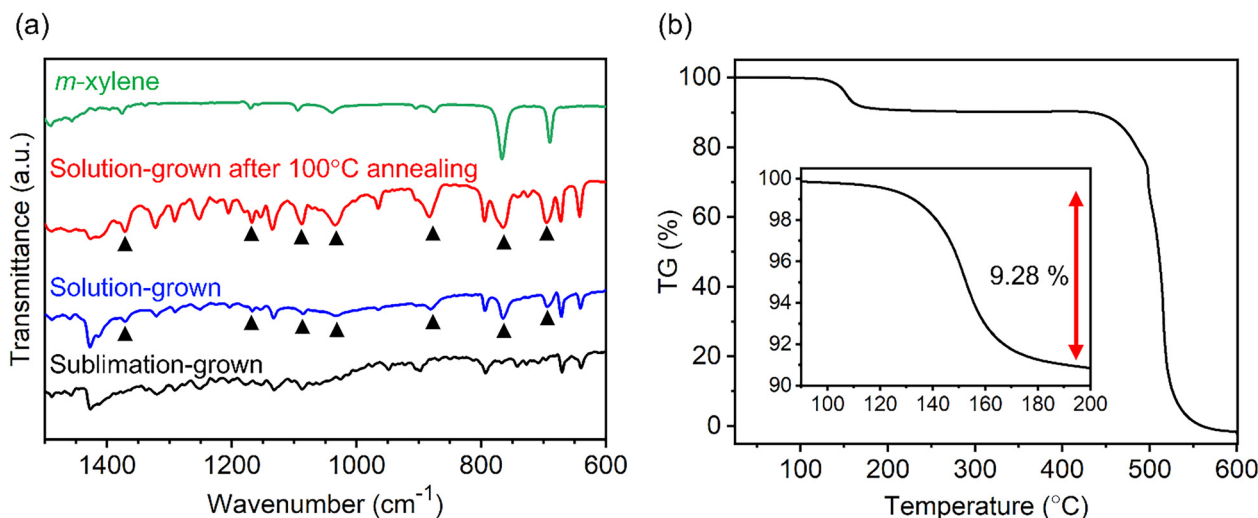 (a)
m-xylene
Solution-grown after 100°C annealing
Solution-grown
Sublimation-grown
Transmittance (a.u.)
1400 1200 1000 800 600
Wavenumber (cm⁻¹)
(b)
100
80
60
40
20
0
TG (%)
100
98
96
94
92
90
9.28 %
100 120 140 160 180 200
100 200 300 400 500 600
Temperature (°C)